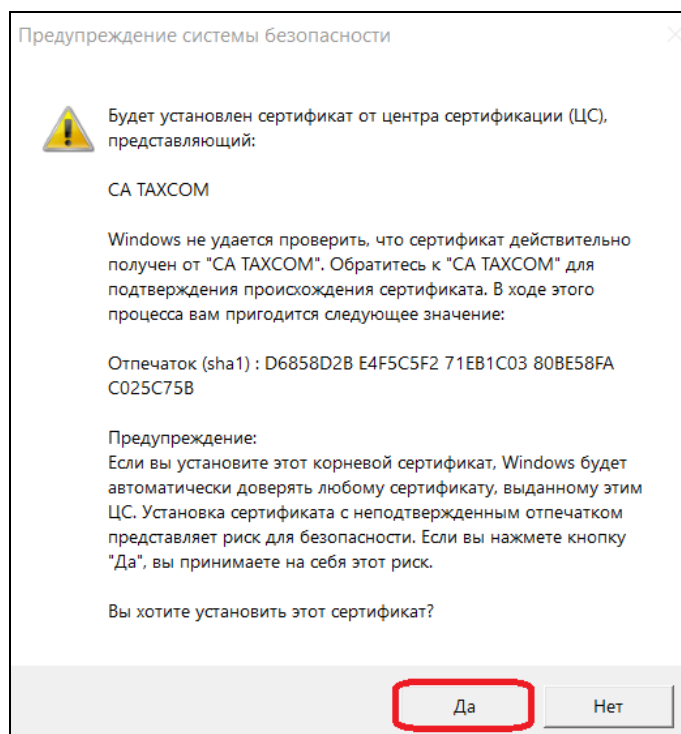 Предупреждение системы безопасности
Будет установлен сертификат от центра сертификации (ЦС),
представляющий:
CA TAXCOM
Windows не удается проверить, что сертификат действительно
получен от "CA TAXCOM". Обратитесь к "CA TAXCOM" для
подтверждения происхождения сертификата. В ходе этого
процесса вам пригодится следующее значение:
Отпечаток (sha1) : D6858D2B E4F5C5F2 71EB1C03 80BE58FA
C025C75B
Предупреждение:
Если вы установите этот корневой сертификат, Windows будет
автоматически доверять любому сертификату, выданному этим
ЦС. Установка сертификата с неподтвержденным отпечатком
представляет риск для безопасности. Если вы нажмете кнопку
"Да", вы принимаете на себя этот риск.
Вы хотите установить этот сертификат?
Да
Нет